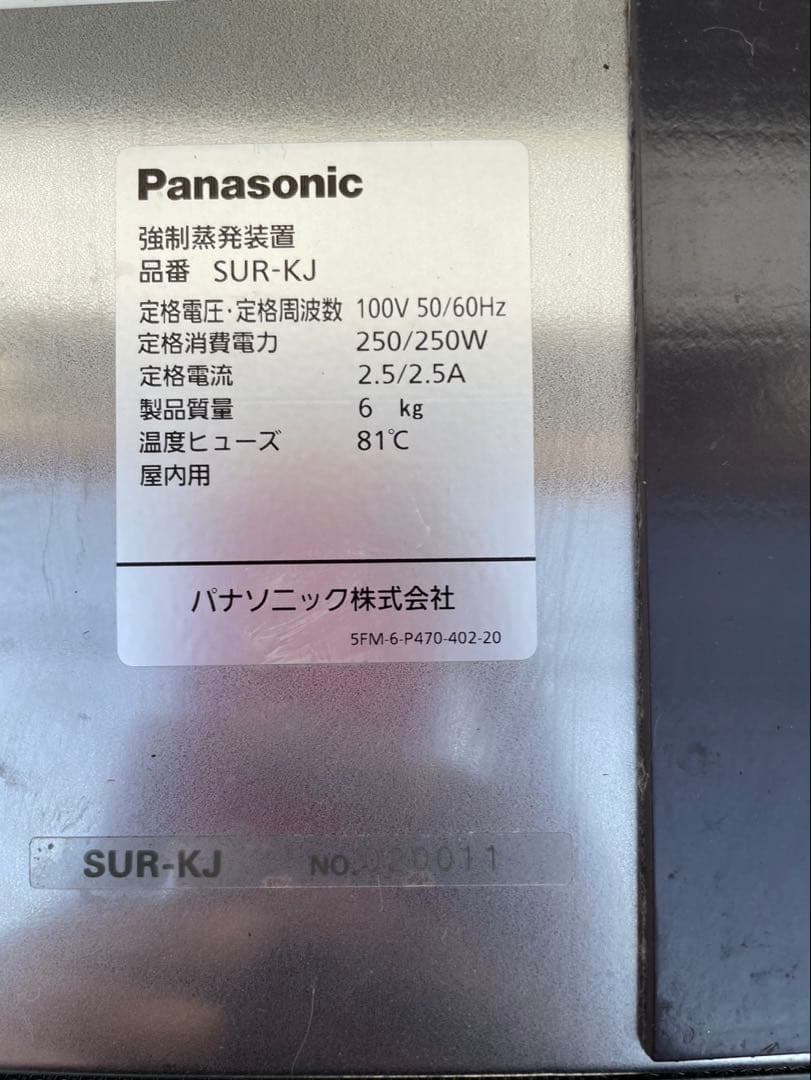 Panasonic
強制蒸発装置
品番 SUR-KJ
定格電圧・定格周波数 100V 50/60Hz
定格消費電力 250/250W
定格電流 2.5/2.5A
製品質量 6 kg
温度ヒューズ 81℃
屋内用
パナソニック株式会社
5FM-6-P470-402-20
SUR-KJ NO.